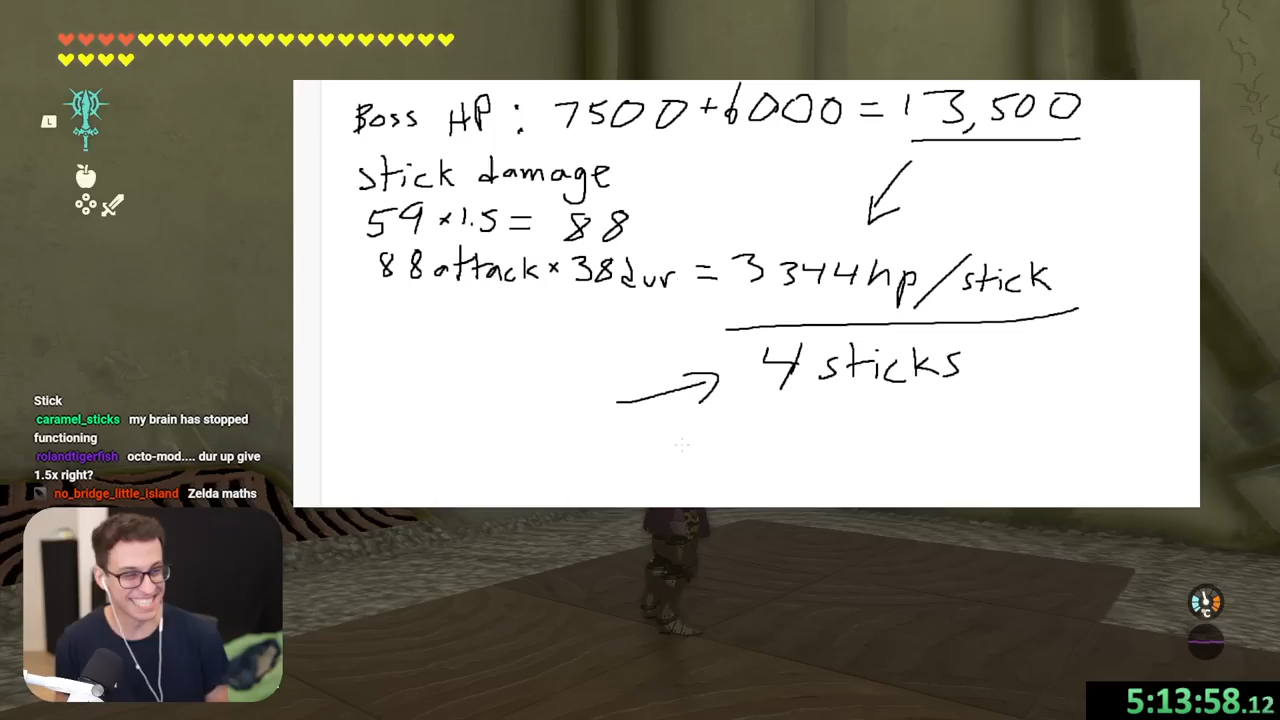 L
Boss HP : 7500+6000 = 13,500
stick damage
59 × 1.5 = 88
88 attack × 38 dur = 3344hp/stick
4 sticks
Stick
caramel_sticks my brain has stopped
functioning
rolandtigerfish octo-mod.... dur up give
1.5x right?
no_bridge_little_island Zelda maths
°C
5:13:58.12